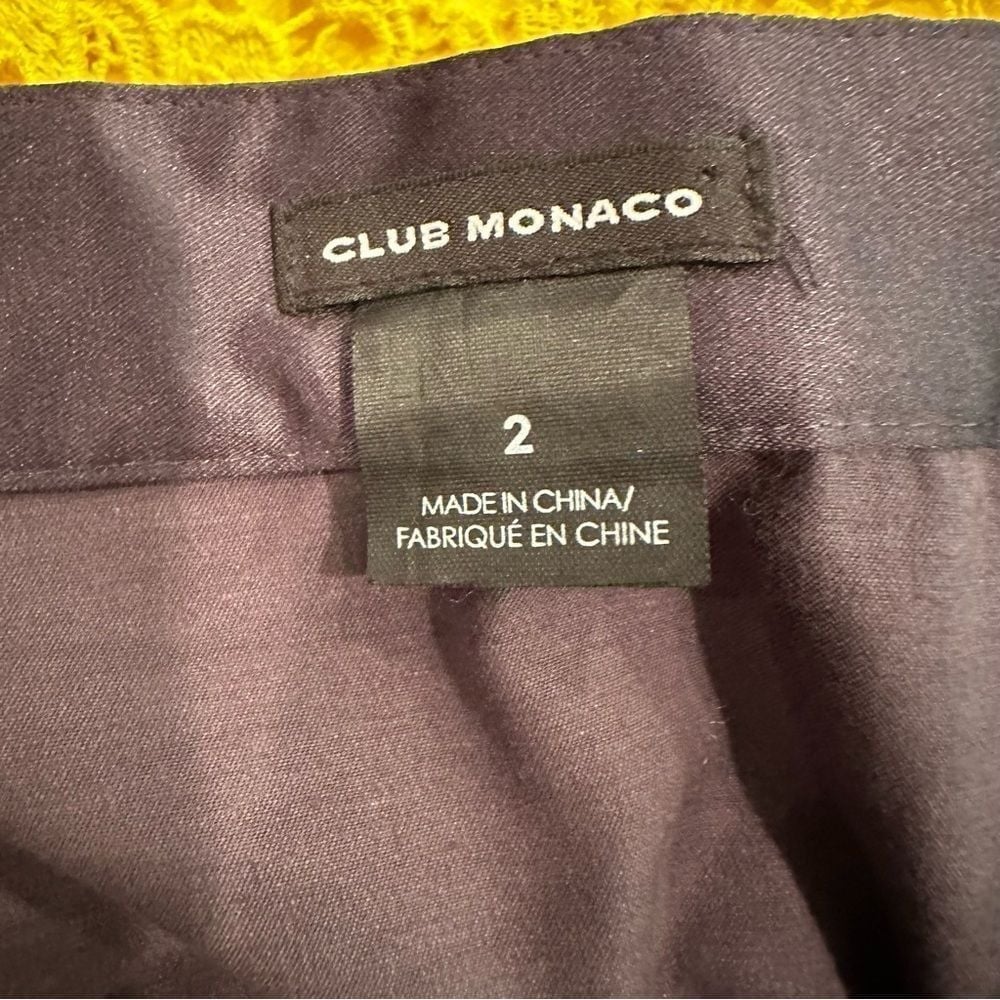 CLUB MONACO
2
MADE IN CHINA/
FABRIQUÉ EN CHINE